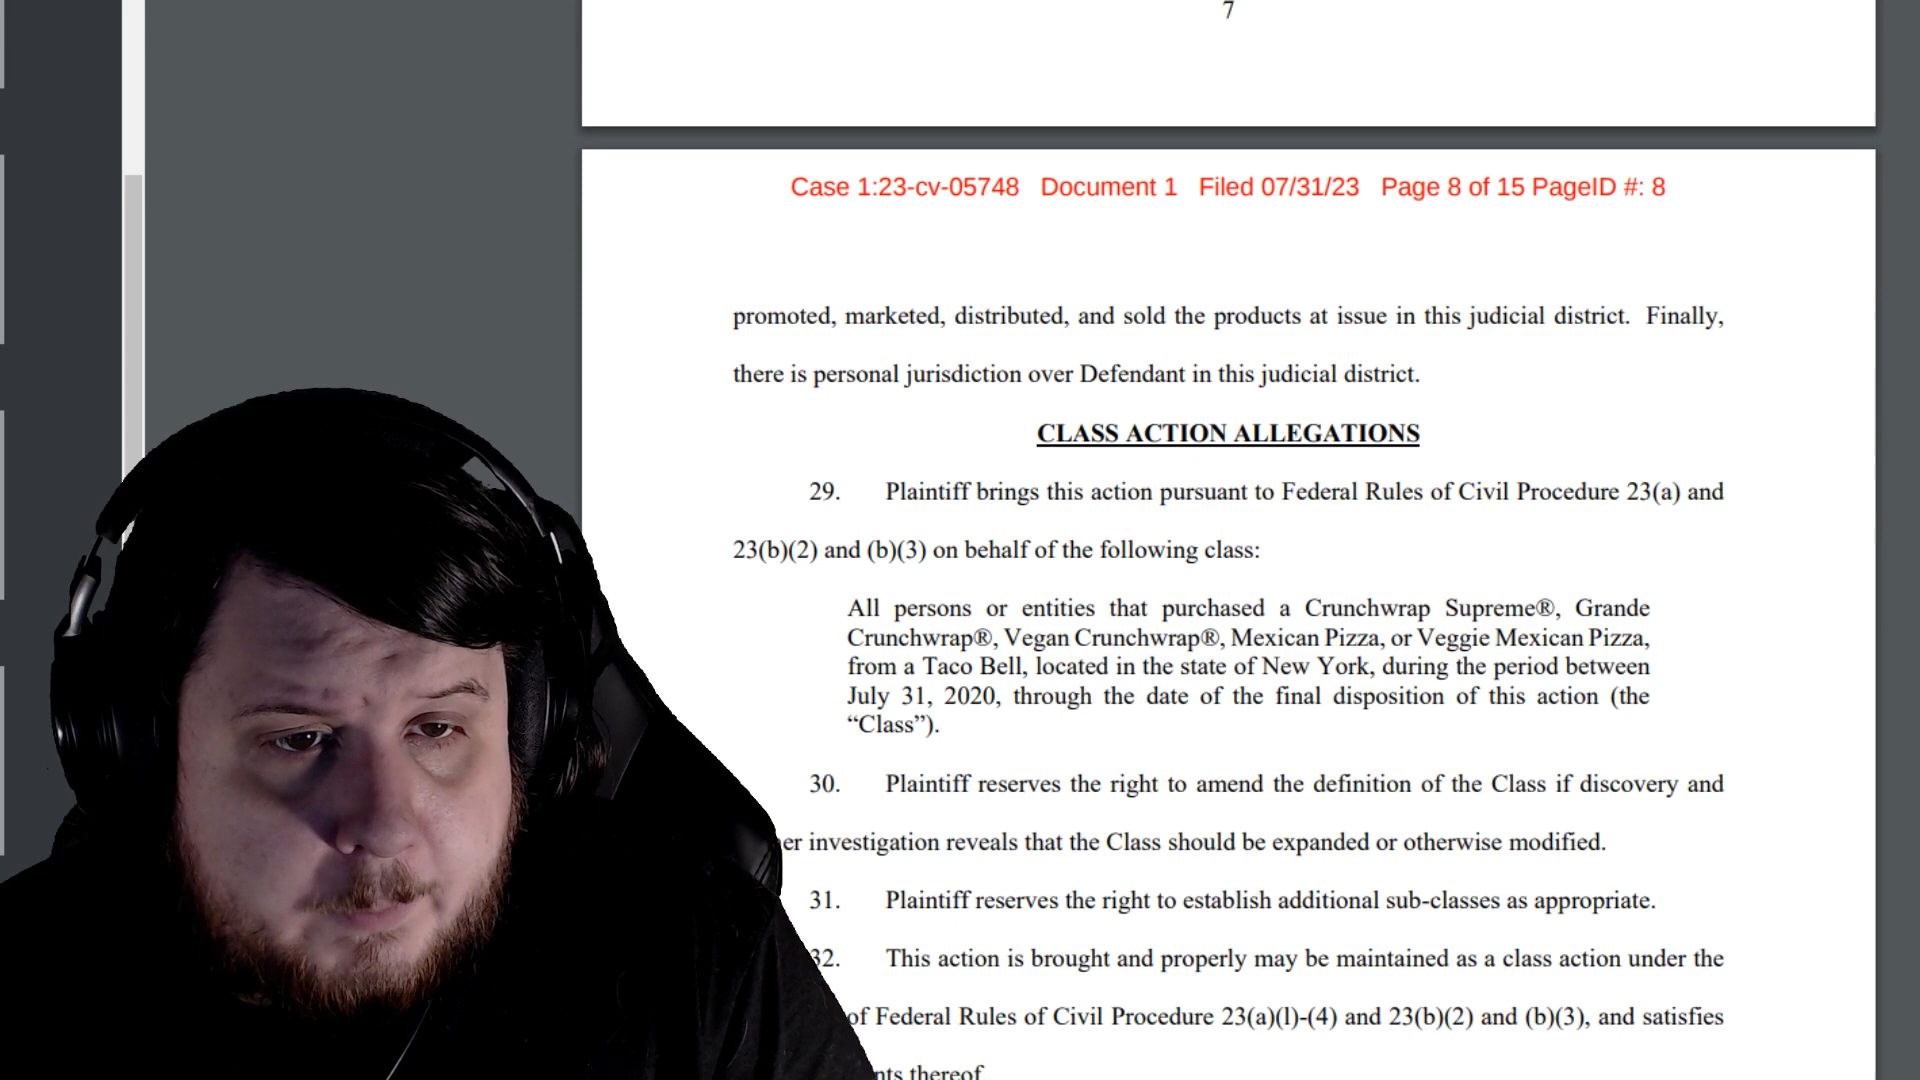 7
Case 1:23-cv-05748 Document 1 Filed 07/31/23 Page 8 of 15 PageID #: 8
promoted, marketed, distributed, and sold the products at issue in this judicial district. Finally,
there is personal jurisdiction over Defendant in this judicial district.
CLASS ACTION ALLEGATIONS
29. Plaintiff brings this action pursuant to Federal Rules of Civil Procedure 23(a) and
23(b)(2) and (b)(3) on behalf of the following class:
All persons or entities that purchased a Crunchwrap Supreme®, Grande
Crunchwrap®, Vegan Crunchwrap®, Mexican Pizza, or Veggie Mexican Pizza,
from a Taco Bell, located in the state of New York, during the period between
July 31, 2020, through the date of the final disposition of this action (the
“Class”).
30. Plaintiff reserves the right to amend the definition of the Class if discovery and
investigation reveals that the Class should be expanded or otherwise modified.
31. Plaintiff reserves the right to establish additional sub-classes as appropriate.
32. This action is brought and properly may be maintained as a class action under the
of Federal Rules of Civil Procedure 23(a)(l)-(4) and 23(b)(2) and (b)(3), and satisfies
thereof